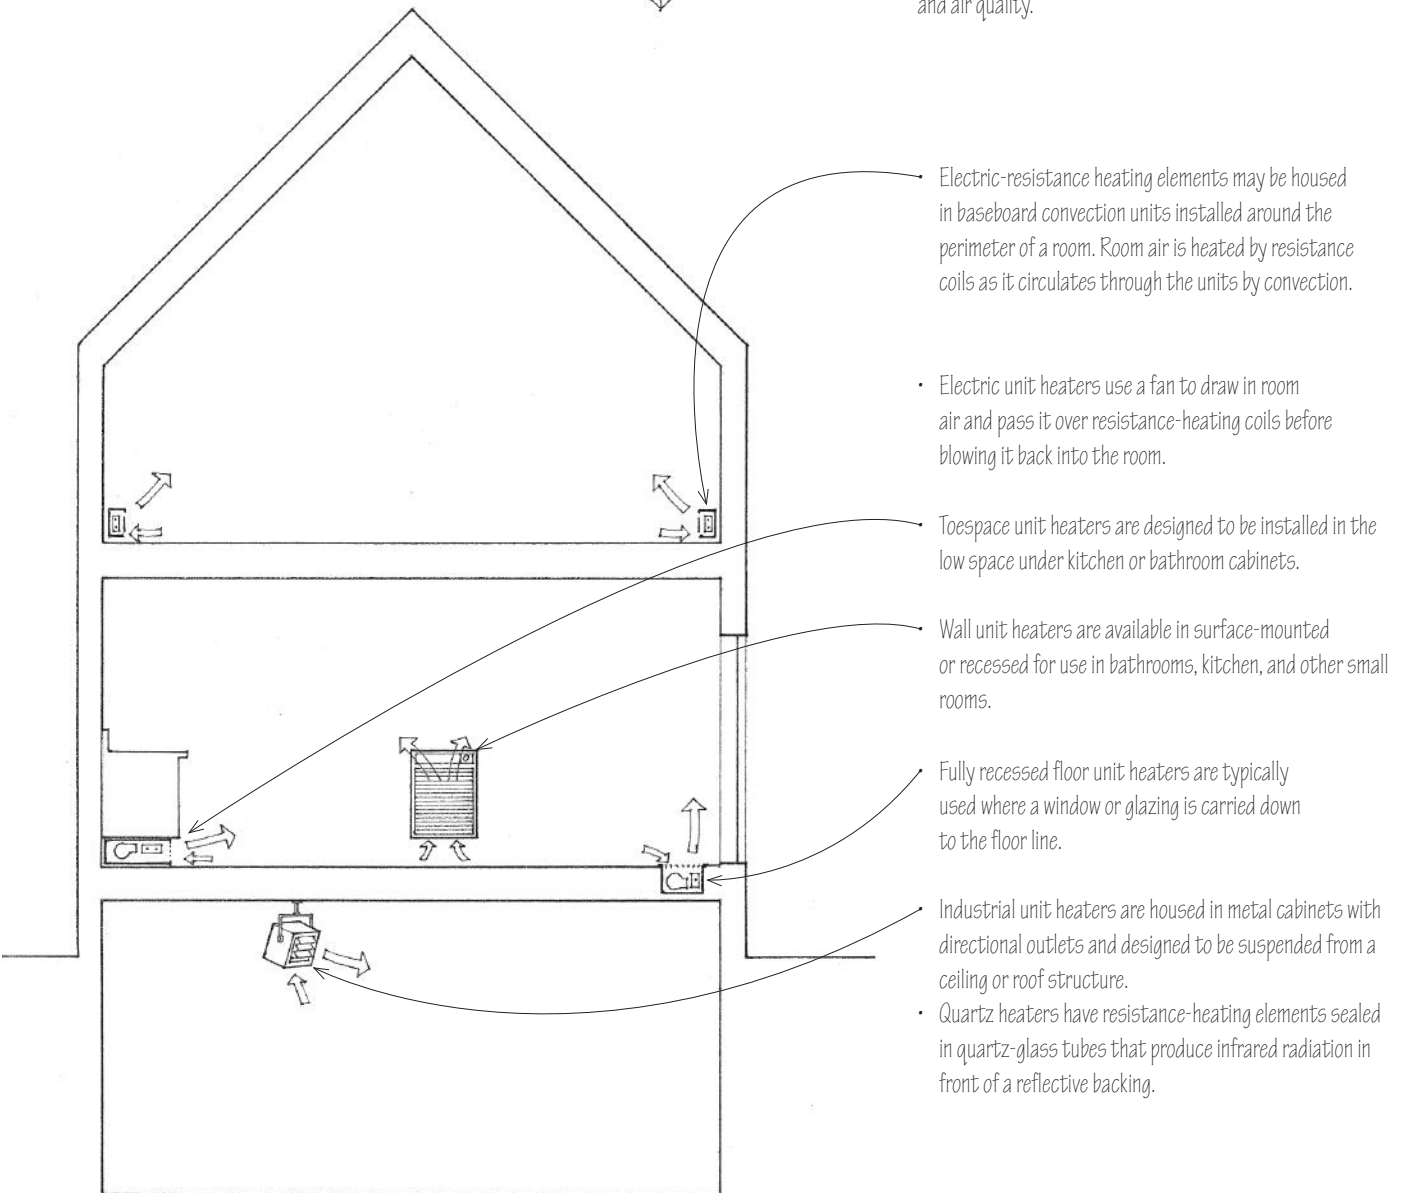 and air quality.
• Electric-resistance heating elements may be housed
in baseboard convection units installed around the
perimeter of a room. Room air is heated by resistance
coils as it circulates through the units by convection.
• Electric unit heaters use a fan to draw in room
air and pass it over resistance-heating coils before
blowing it back into the room.
• Toespace unit heaters are designed to be installed in the
low space under kitchen or bathroom cabinets.
• Wall unit heaters are available in surface-mounted
or recessed for use in bathrooms, kitchen, and other small
rooms.
• Fully recessed floor unit heaters are typically
used where a window or glazing is carried down
to the floor line.
• Industrial unit heaters are housed in metal cabinets with
directional outlets and designed to be suspended from a
ceiling or roof structure.
• Quartz heaters have resistance-heating elements sealed
in quartz-glass tubes that produce infrared radiation in
front of a reflective backing.